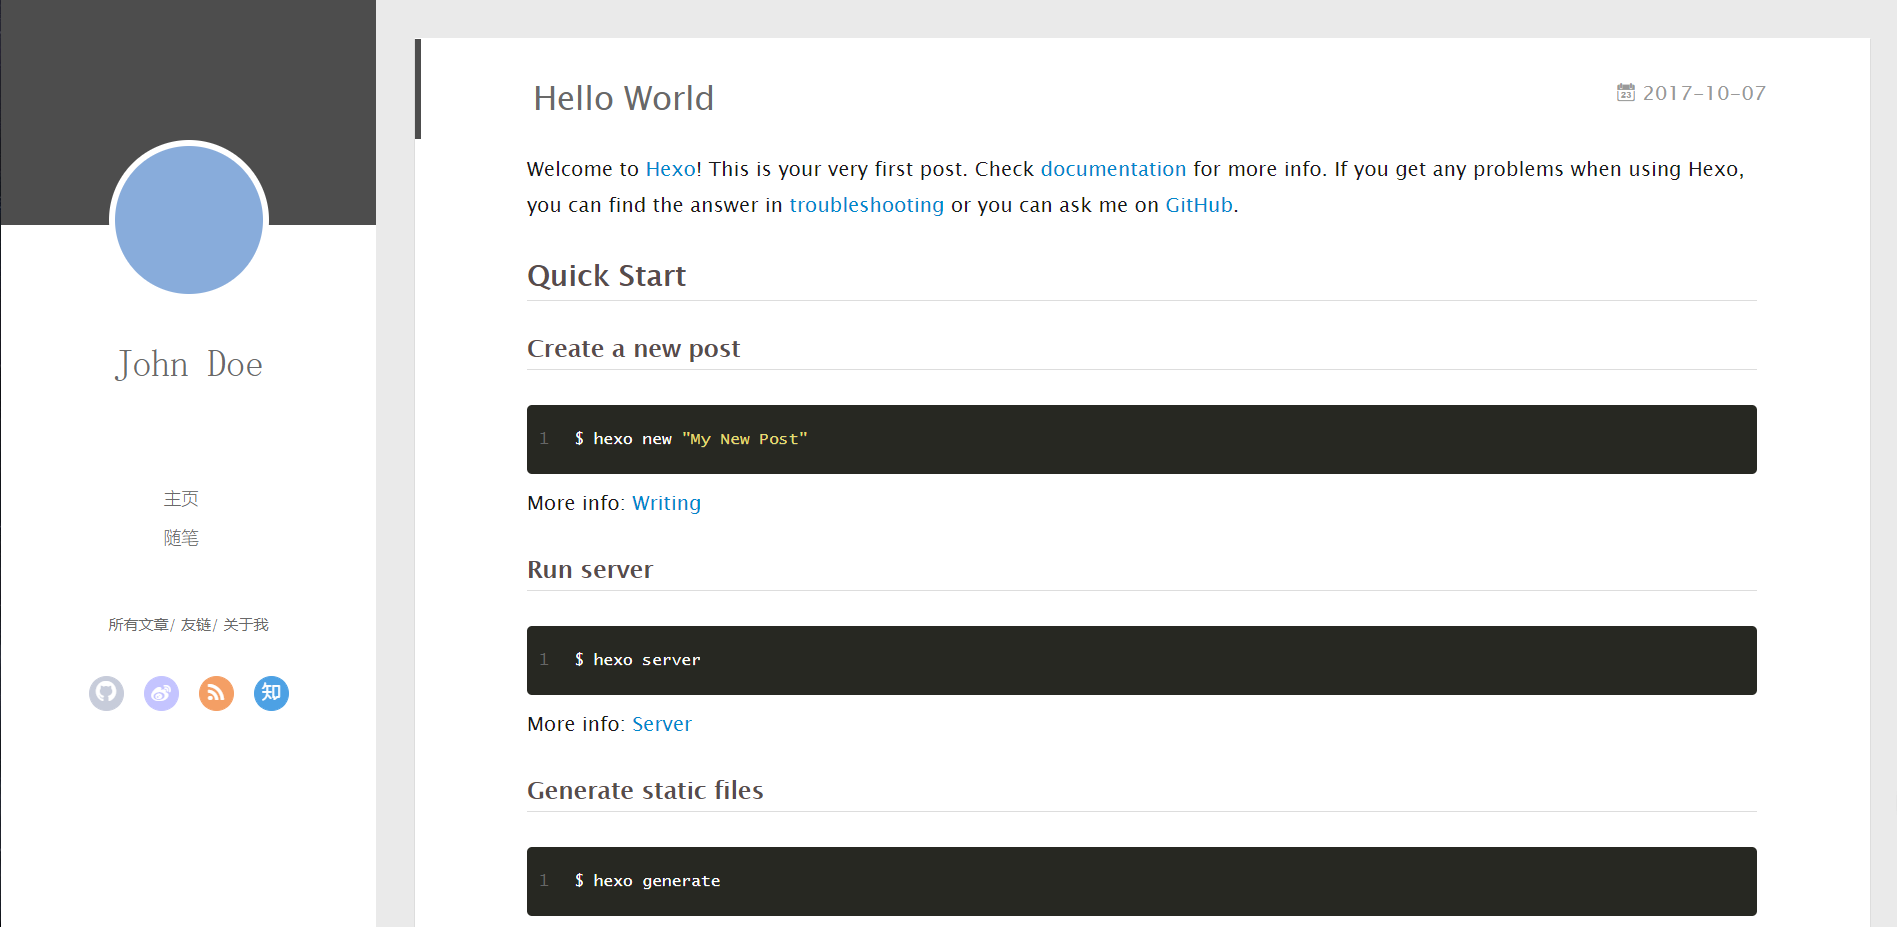 John Doe
主页
随笔
所有文章/ 友链/ 关于我
知
Hello World
23 2017-10-07
Welcome to Hexo! This is your very first post. Check documentation for more info. If you get any problems when using Hexo,
you can find the answer in troubleshooting or you can ask me on GitHub.
Quick Start
Create a new post
1 $ hexo new "My New Post"
More info: Writing
Run server
1 $ hexo server
More info: Server
Generate static files
1 $ hexo generate